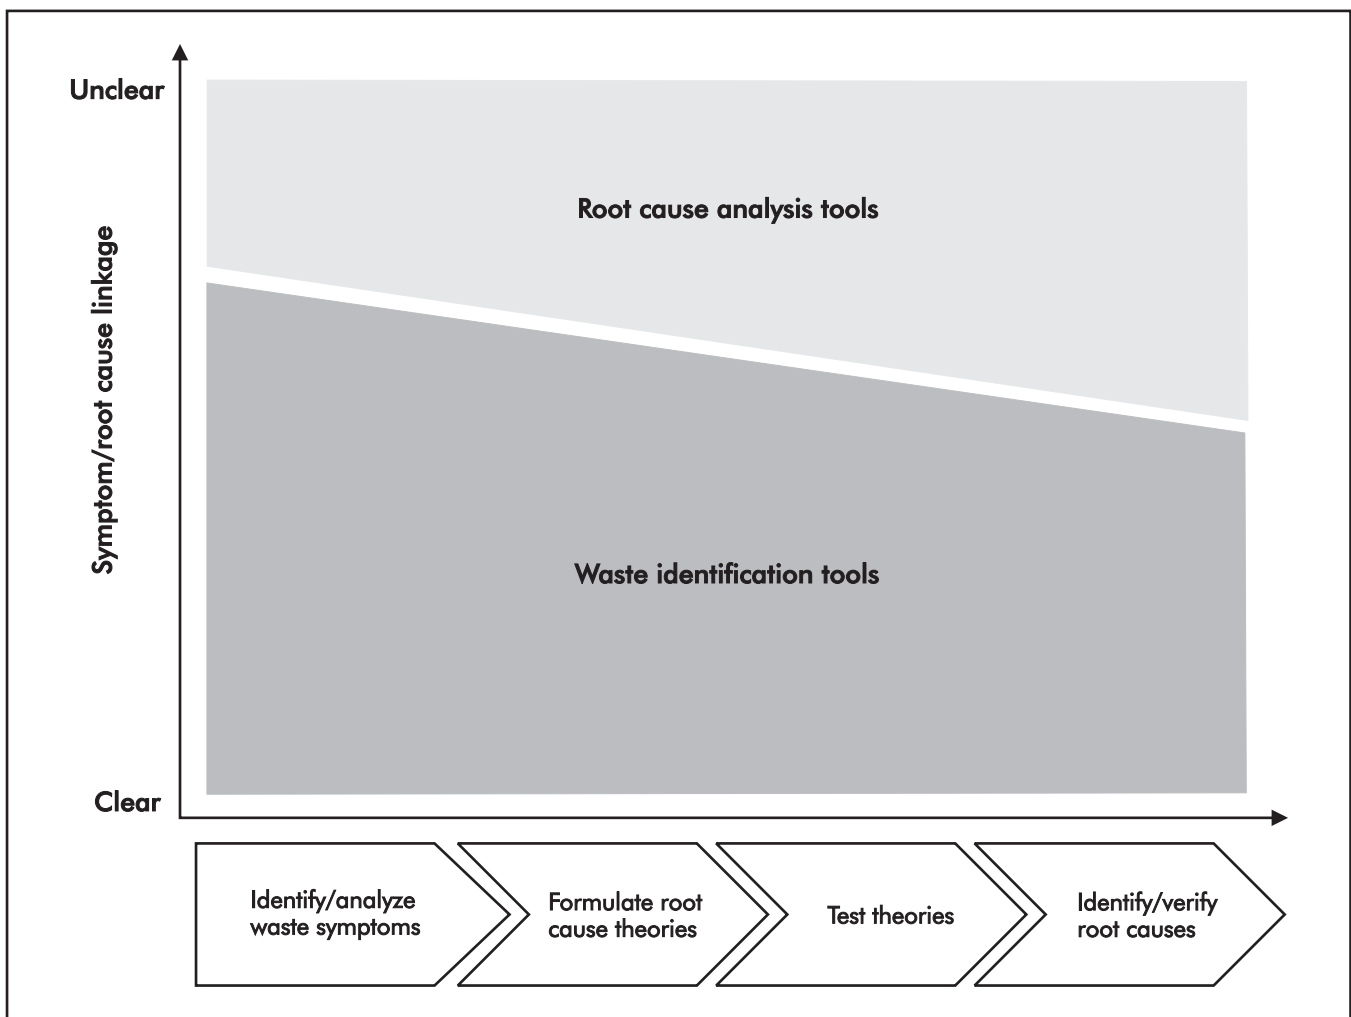 Unclear
Root cause analysis tools
Symptom/root cause linkage
Waste identification tools
Clear
Identify/analyze
waste symptoms
Formulate root
cause theories
Test theories
Identify/verify
root causes